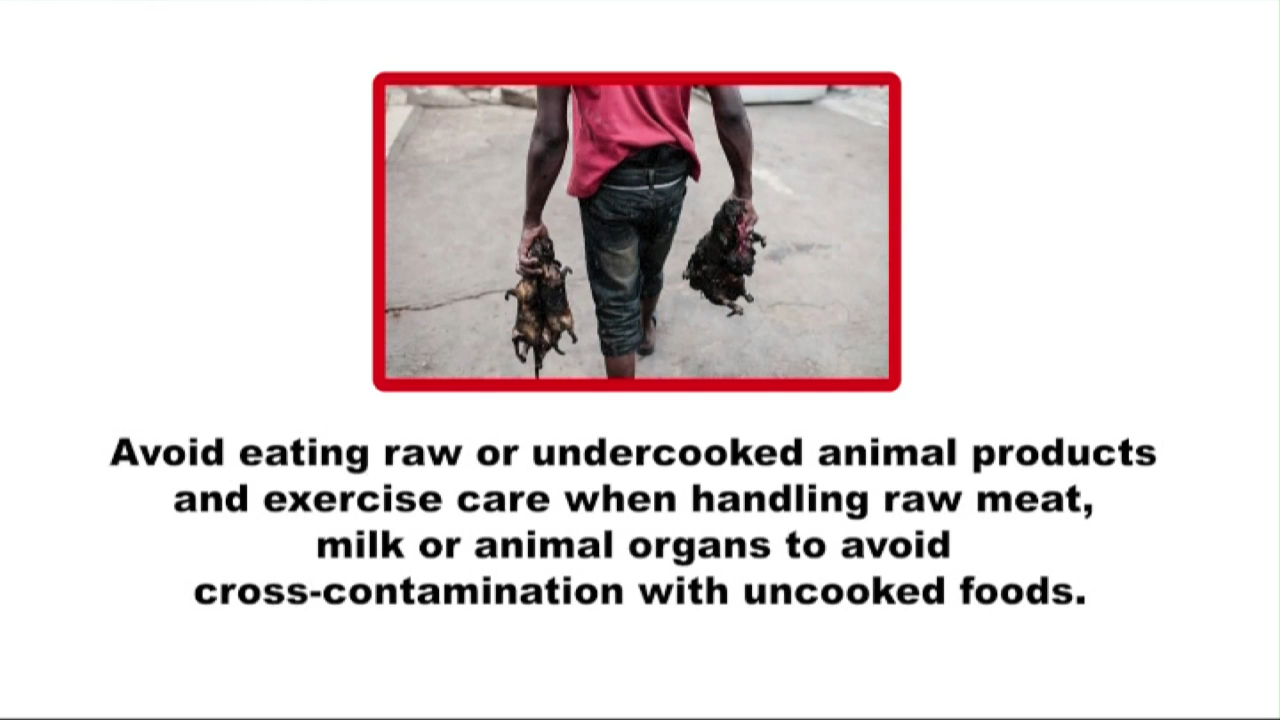 Avoid eating raw or undercooked animal products
and exercise care when handling raw meat,
milk or animal organs to avoid
cross-contamination with uncooked foods.